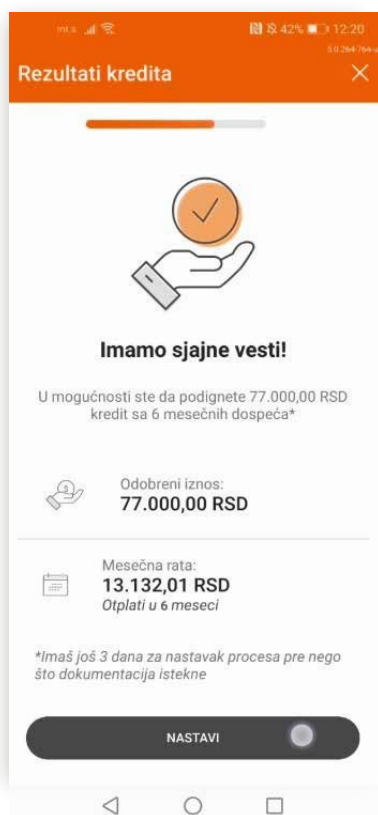 mt:s 42% 12:20
Rezultati kredita
Imamo sjajne vesti!
U mogućnosti ste da podignete 77.000,00 RSD
kredit sa 6 mesečnih dospeća*
Odobreni iznos:
77.000,00 RSD
Mesečna rata:
13.132,01 RSD
Otplati u 6 meseci
*Imaš još 3 dana za nastavak procesa pre nego
što dokumentacija istekne
NASTAVI